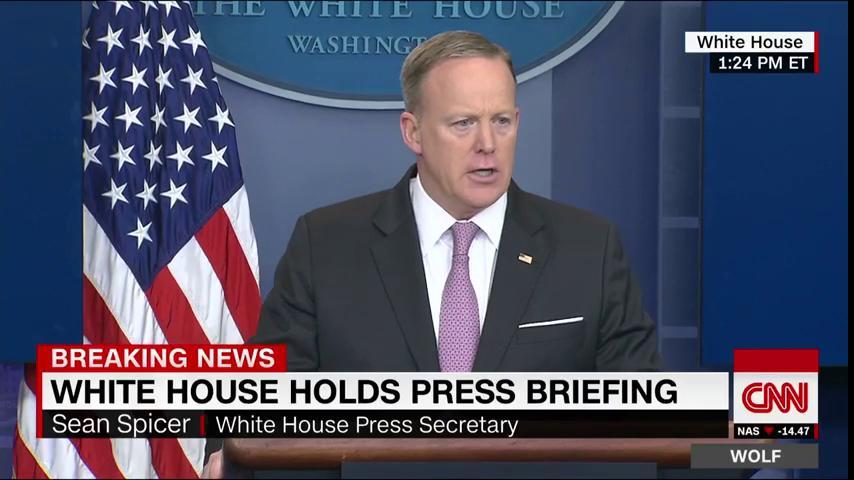 THE WHITE HOUSE
WASHINGTON
White House
1:24 PM ET
BREAKING NEWS
WHITE HOUSE HOLDS PRESS BRIEFING
Sean Spicer | White House Press Secretary
CNN
NAS ▼ -14.47
WOLF